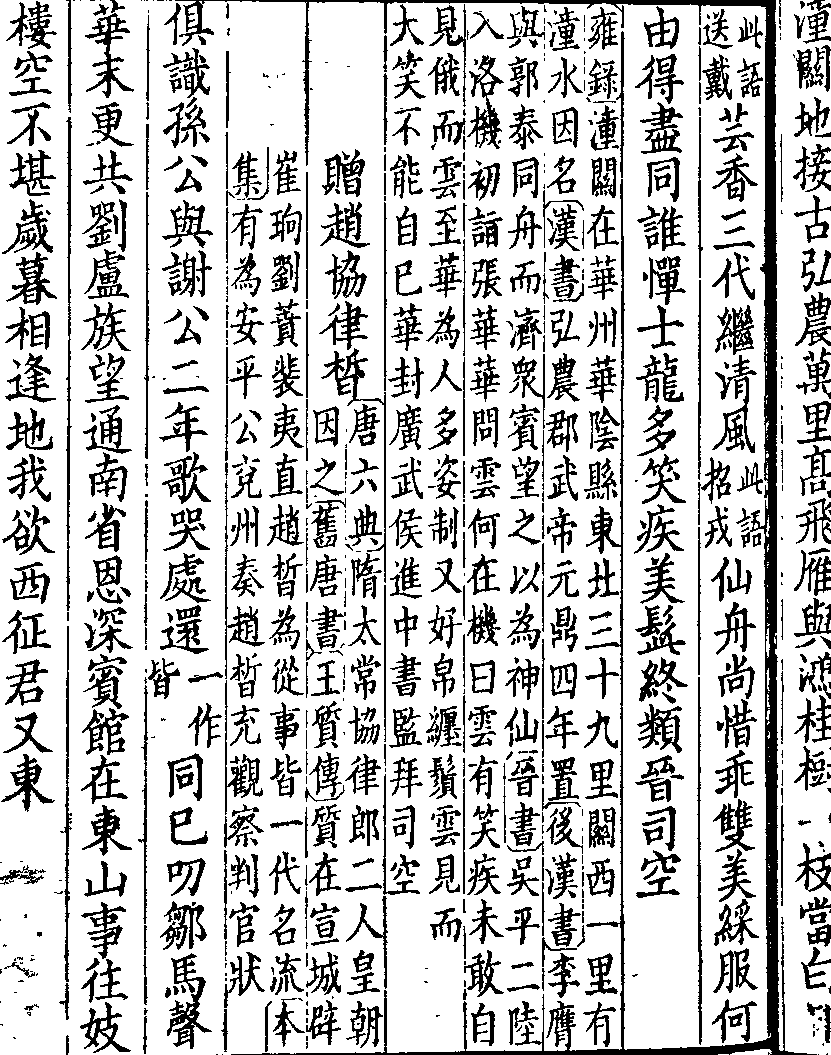 潼關地接古弘農萬里髙飛雁與鴻桂樹一枝當白
此語
送戴
芸香三代繼清風
此語
招戎
仙舟尚惜乖雙美綵服何
由得盡同誰憚士龍多笑疾美髭終類晉司空
雍錄潼關在華州華陰縣東北三十九里關西一里有
潼水因名漢書弘農郡武帝元鼎四年置後漢書李膺
與郭泰同舟而濟衆賓望之以為神仙晉書吳平二陸
入洛機初詣張華華問雲何在機曰雲有笑疾未敢自
見俄而雲至華為人多姿制又好帛纏鬚雲見而
大笑不能自已華封廣武侯進中書監拜司空
贈趙協律晳
唐六典隋太常協律郎二人皇朝
因之舊唐書王質傳質在宣城辟
崔珦劉蕡裴夷直趙晳為從事皆一代名流本
集有為安平公兗州奏趙晳充觀察判官狀
俱識孫公與謝公二年歌哭處還
一作
皆
同已叨鄒馬聲
華末更共劉盧族望通南省恩深賓館在東山事往妓
樓空不堪歲暮相逢地我欲西征君又東